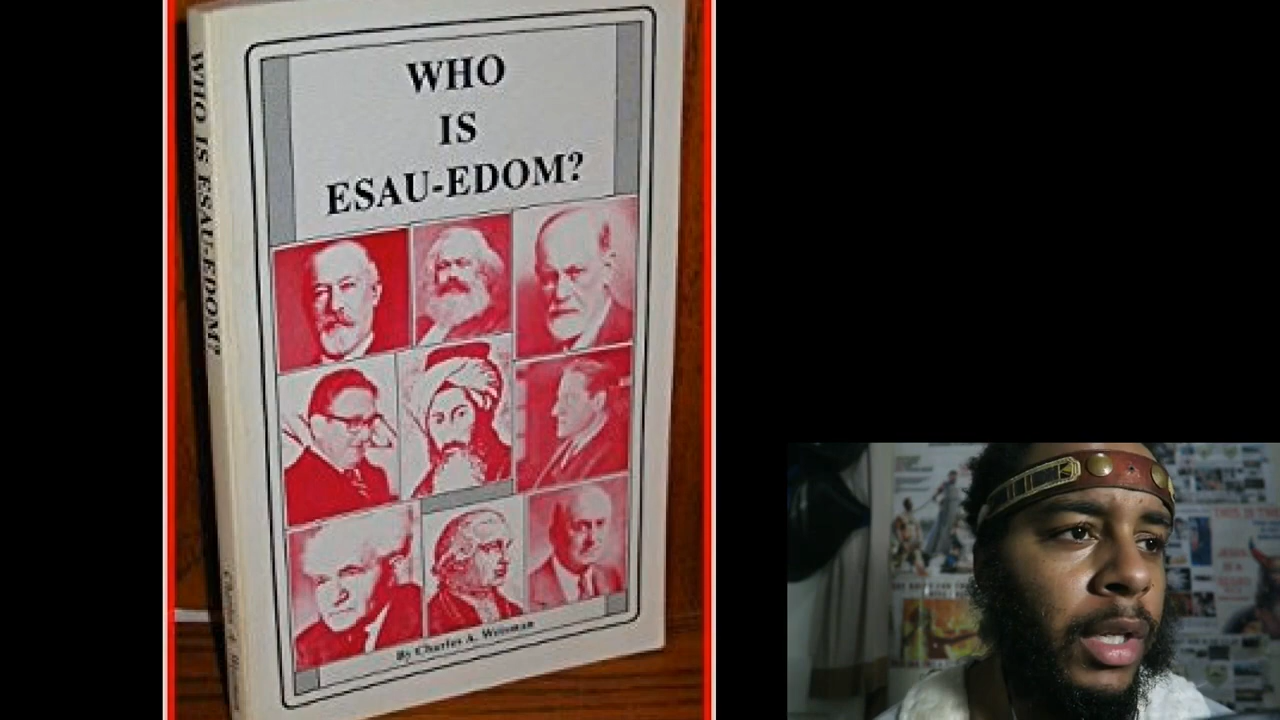 WHO
IS
ESAU-EDOM?
By Charles A. Weisman
WHO IS ESAU-EDOM?